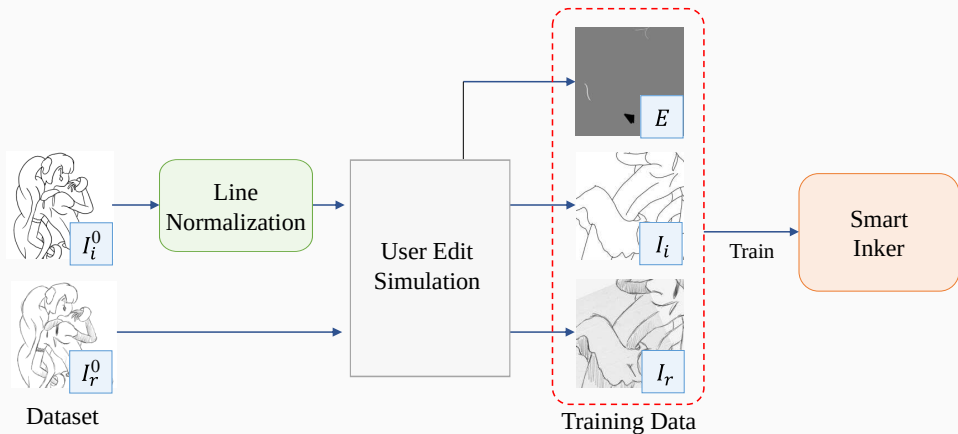 E
Line
Normalization
I_i^0
User Edit
Simulation
I_i
Train
Smart
Inker
I_r^0
I_r
Dataset
Training Data